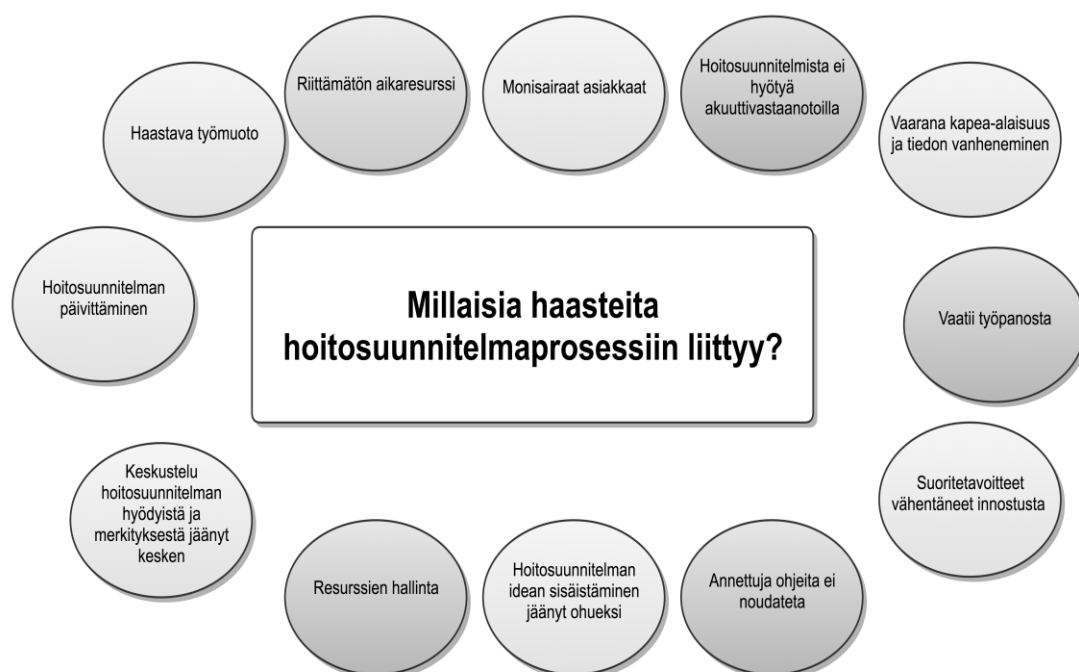 Riittämätön aikaresurssi
Monisairaat asiakkaat
Hoitosuunnitelmista ei
hyötyä
akuuttivastaanotoilla
Haastava työmuoto
Vaarana kapea-alaisuus
ja tiedon vanheneminen
Hoitosuunnitelman
päivittäminen
Millaisia haasteita
hoitosuunnitelmaprosessiin liittyy?
Vaatii työpanosta
Keskustelu
hoitosuunnitelman
hyödyistä ja
merkityksestä jäänyt
kesken
Suoritetavoitteet
vähentäneet innostusta
Resurssien hallinta
Hoitosuunnitelman
idean sisäistäminen
jäänyt ohueksi
Annettuja ohjeita ei
noudateta